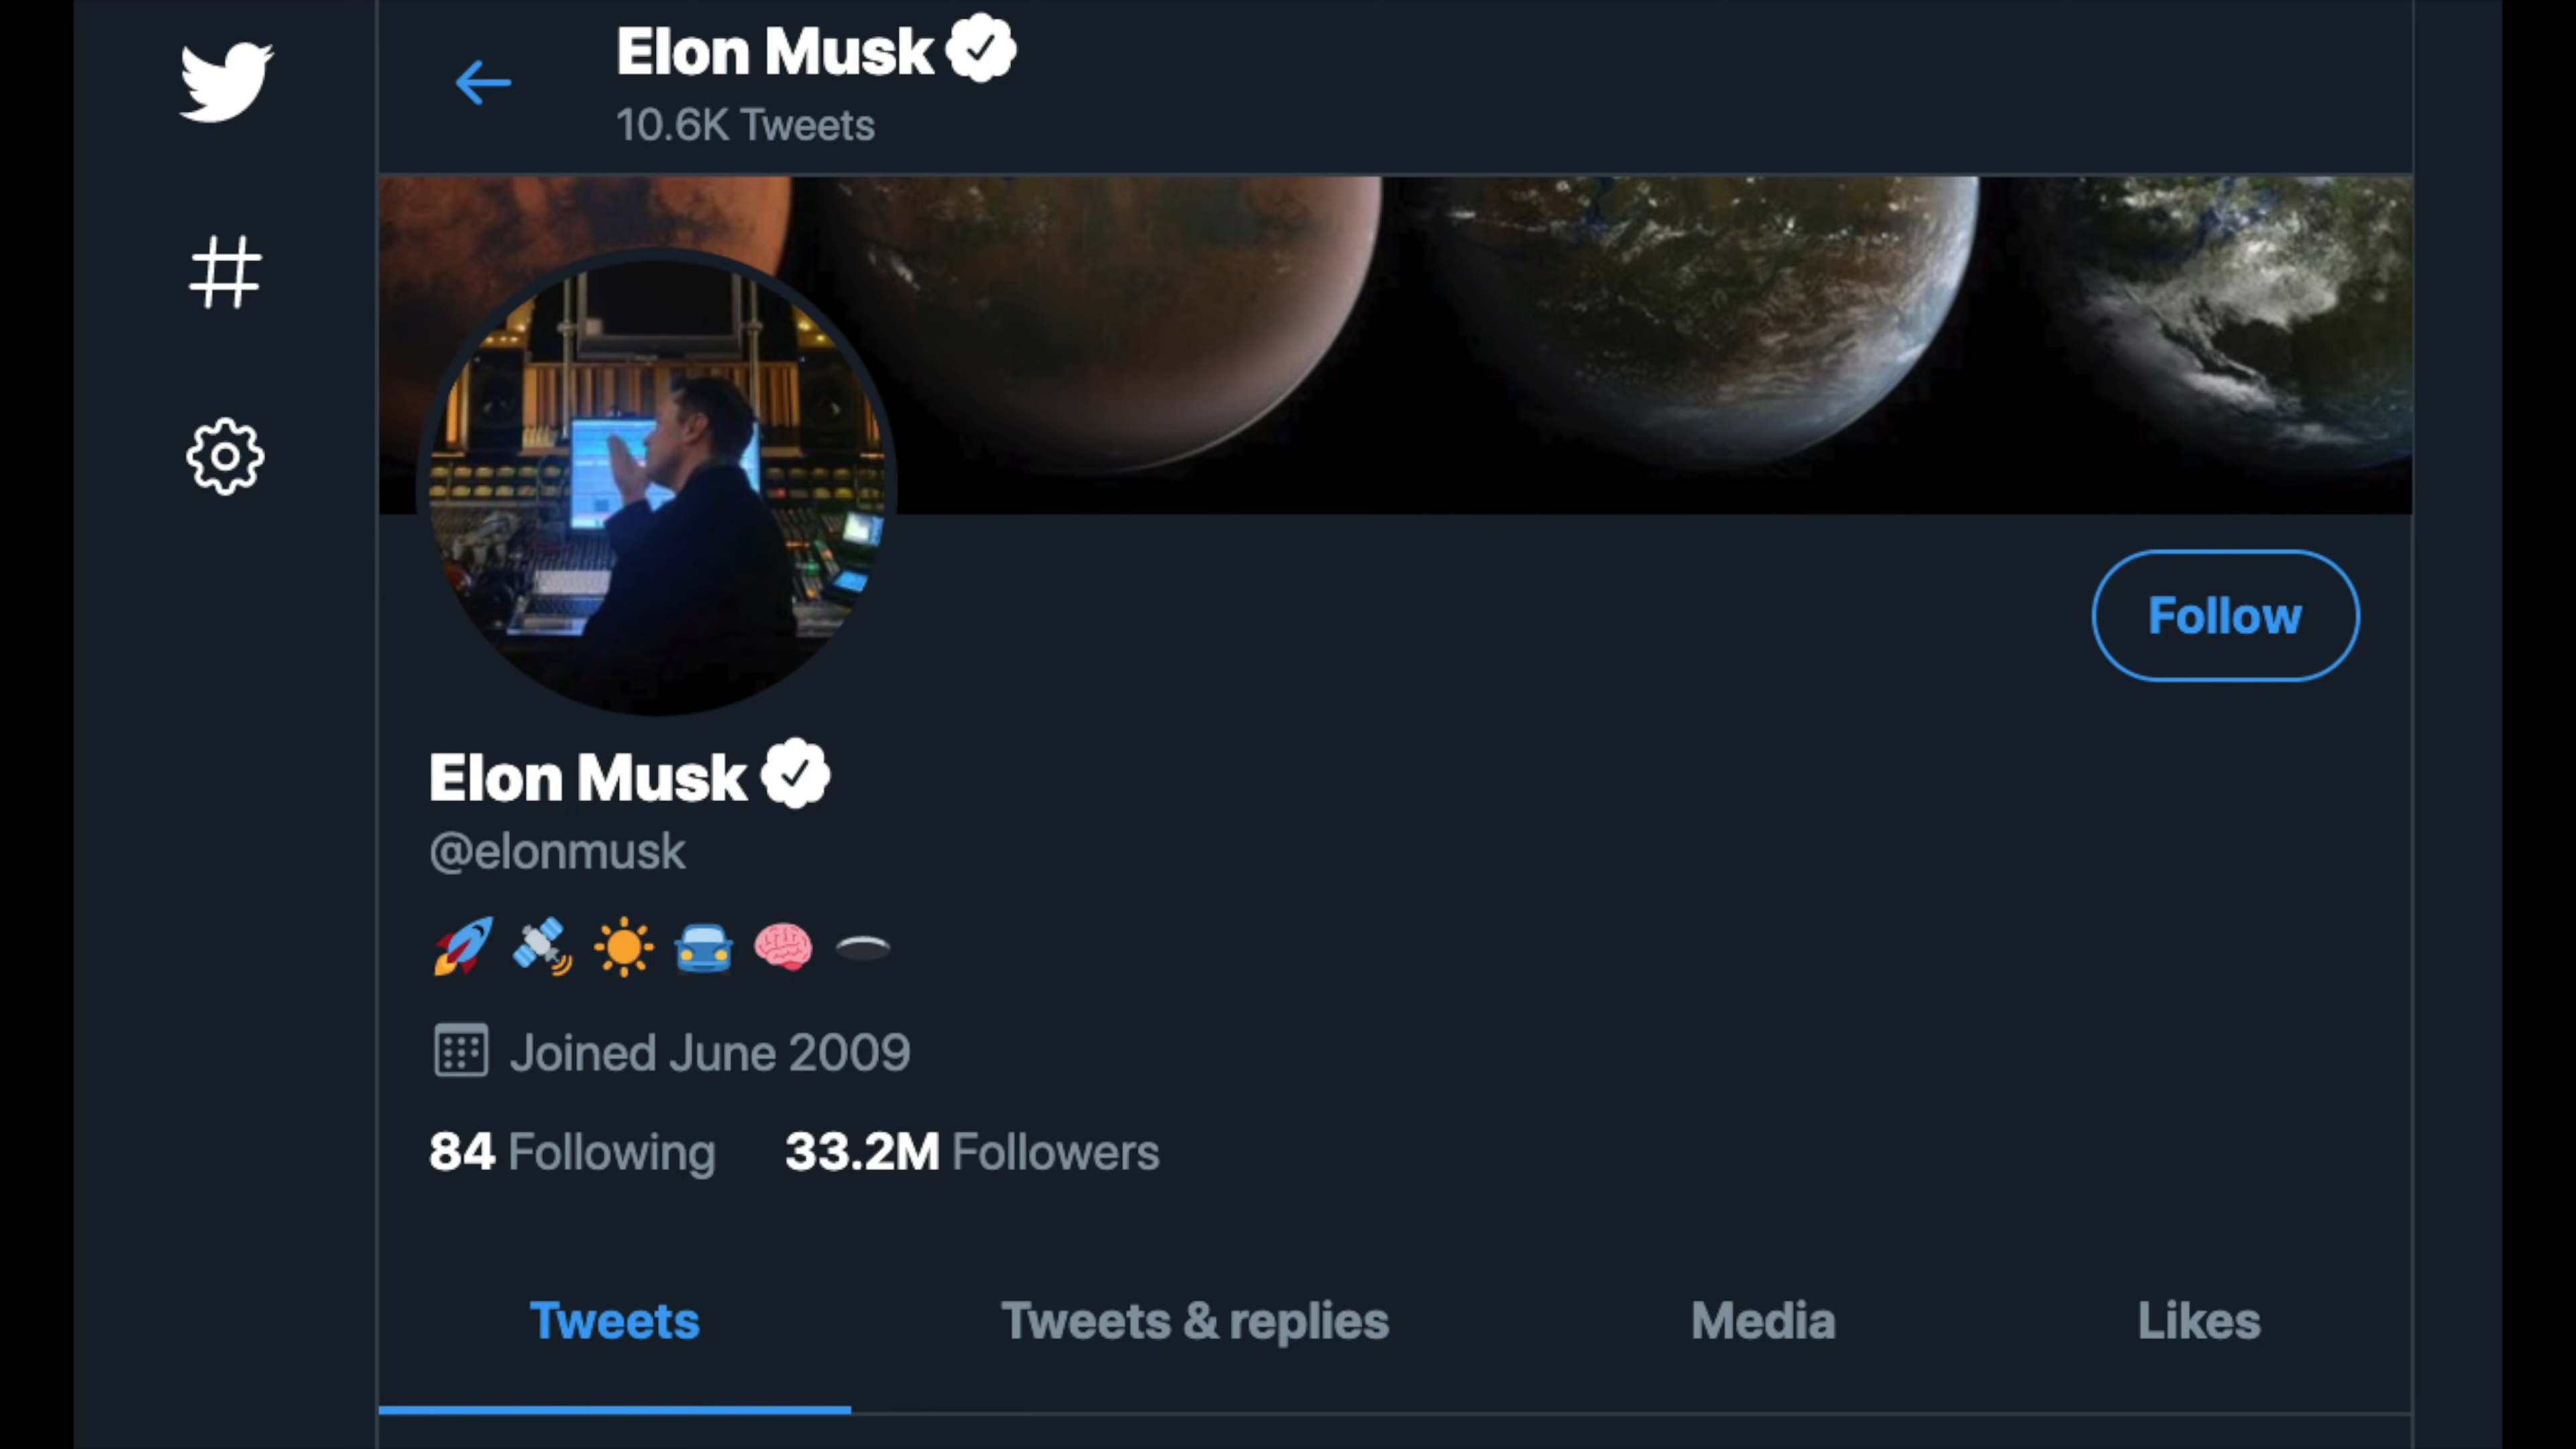 Elon Musk
10.6K Tweets
Follow
Elon Musk
@elonmusk
🚀 🛰 ☀ 🚘 🧠 🕳
Joined June 2009
84 Following 33.2M Followers
Tweets Tweets & replies Media Likes